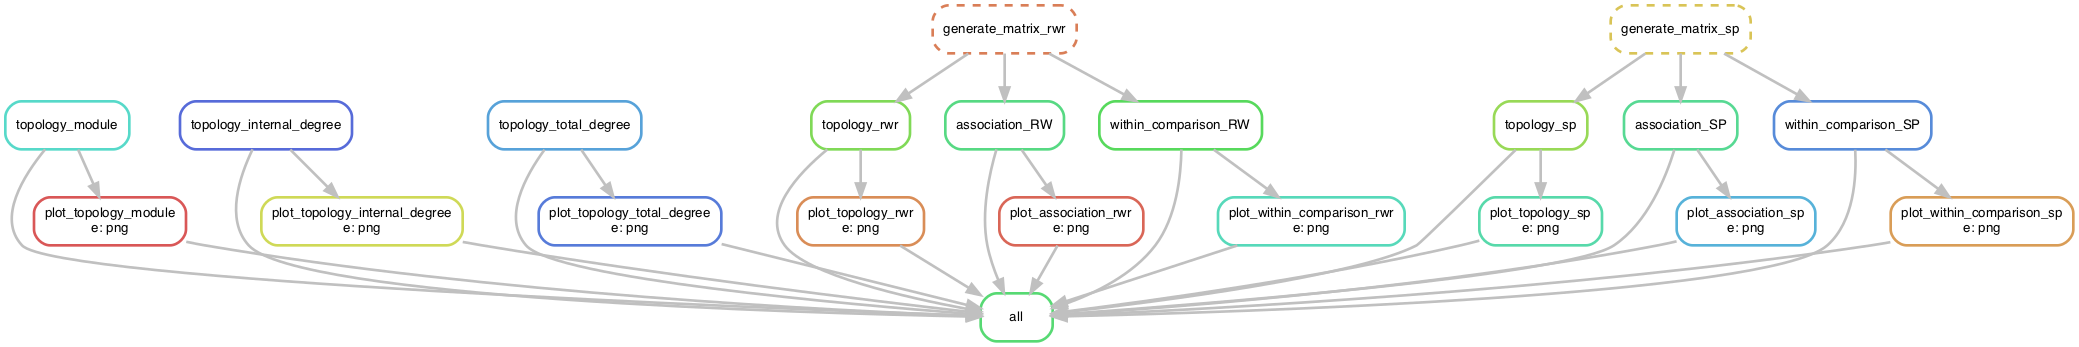 generate_matrix_rwr
generate_matrix_sp
topology_module
topology_internal_degree
topology_total_degree
topology_rwr
association_RW
within_comparison_RW
topology_sp
association_SP
within_comparison_SP
plot_topology_module
e: png
plot_topology_internal_degree
e: png
plot_topology_total_degree
e: png
plot_topology_rwr
e: png
plot_association_rwr
e: png
plot_within_comparison_rwr
e: png
plot_topology_sp
e: png
plot_association_sp
e: png
plot_within_comparison_sp
e: png
all